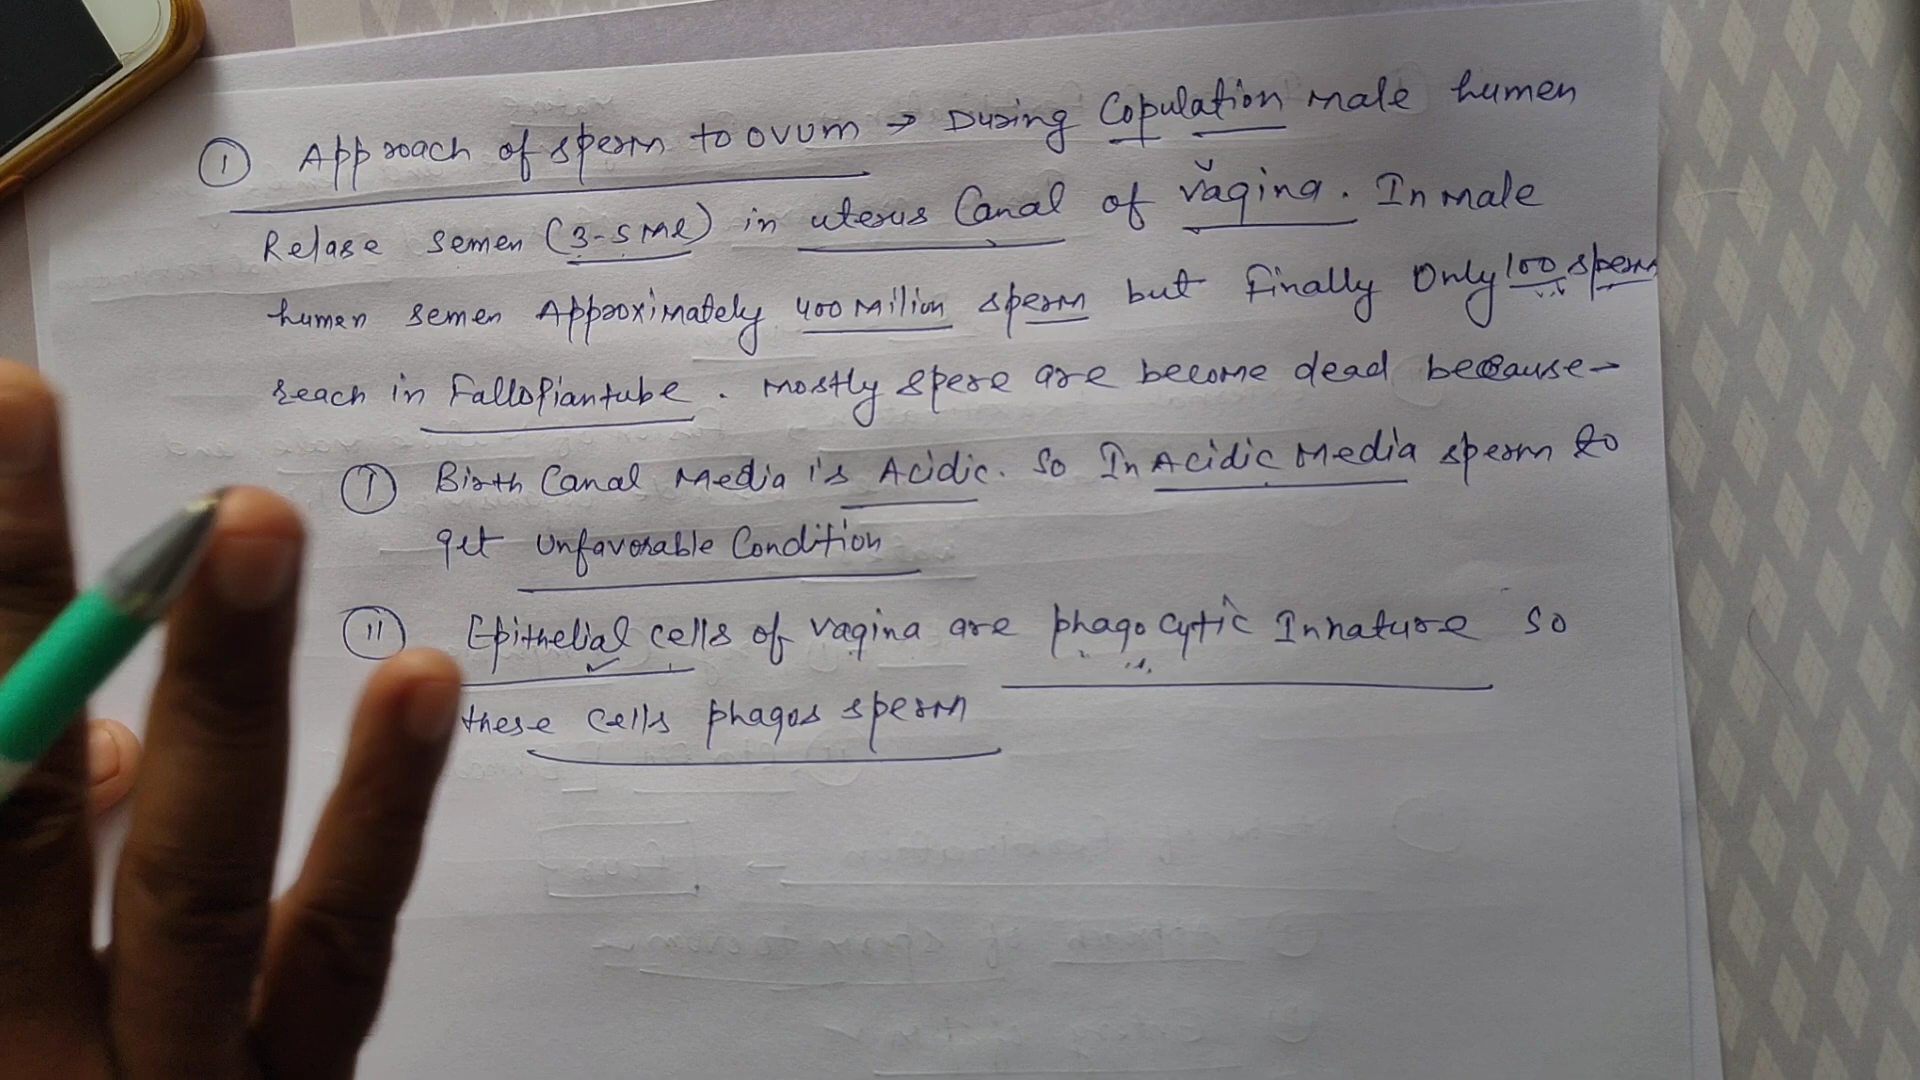 ① Approach of sperm to ovum → During Copulation male humen
Relase semen (3-5 Ml) in uterus Canal of vagina. In male
humen semen Approximately 400 Milion sperm but Finally Only 100 sperm
reach in Fallopiantube. Mostly spere are become dead because→
Ⓘ Birth Canal Media is Acidic. So In Acidic Media sperm to
get Unfavorable Condition
(II) Epithelial cells of vagina are phagocytic In nature so
these cells phagos sperm